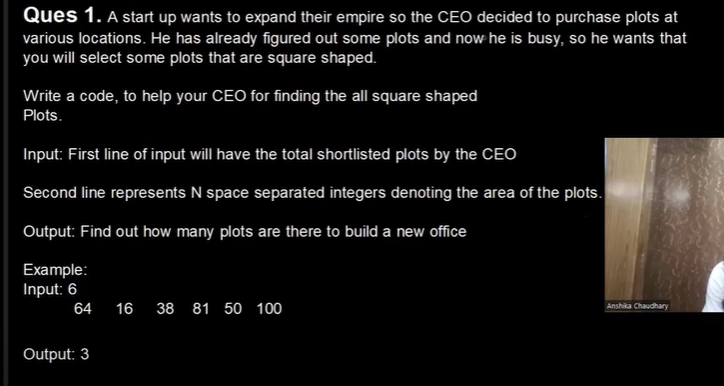 Ques 1. A start up wants to expand their empire so the CEO decided to purchase plots at
various locations. He has already figured out some plots and now he is busy, so he wants that
you will select some plots that are square shaped.
Write a code, to help your CEO for finding the all square shaped
Plots.
Input: First line of input will have the total shortlisted plots by the CEO
Second line represents N space separated integers denoting the area of the plots.
Output: Find out how many plots are there to build a new office
Example:
Input: 6
64 16 38 81 50 100
Anshika Chaudhary
Output: 3